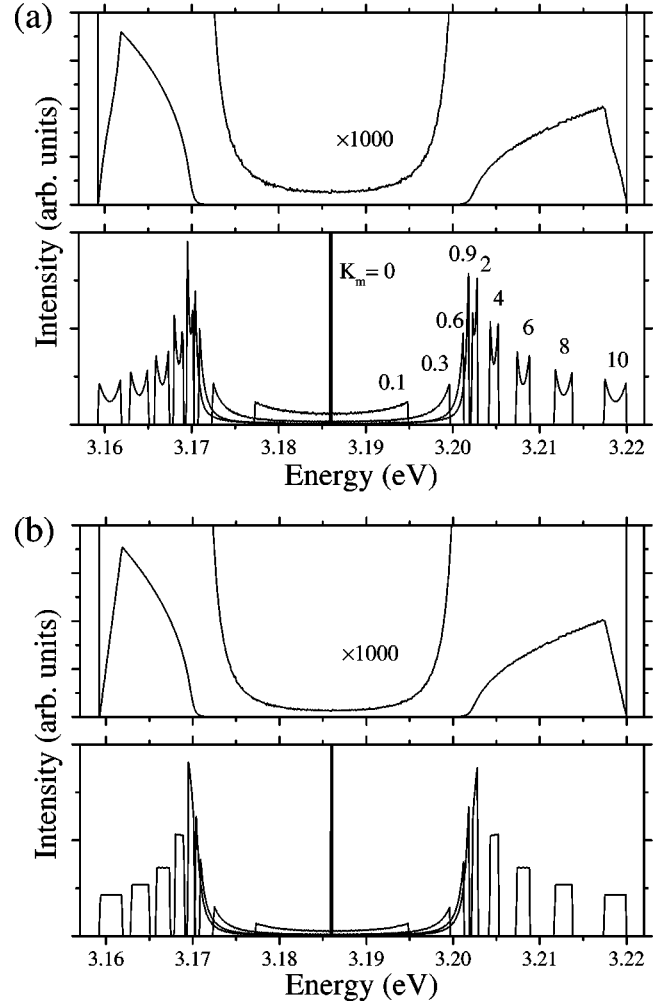 (a)
×1000
Intensity (arb. units)
K_m = 0
0.9
2
0.6
4
6
8
10
0.1
0.3
3.16 3.17 3.18 3.19 3.20 3.21 3.22
Energy (eV)
(b)
×1000
Intensity (arb. units)
3.16 3.17 3.18 3.19 3.20 3.21 3.22
Energy (eV)